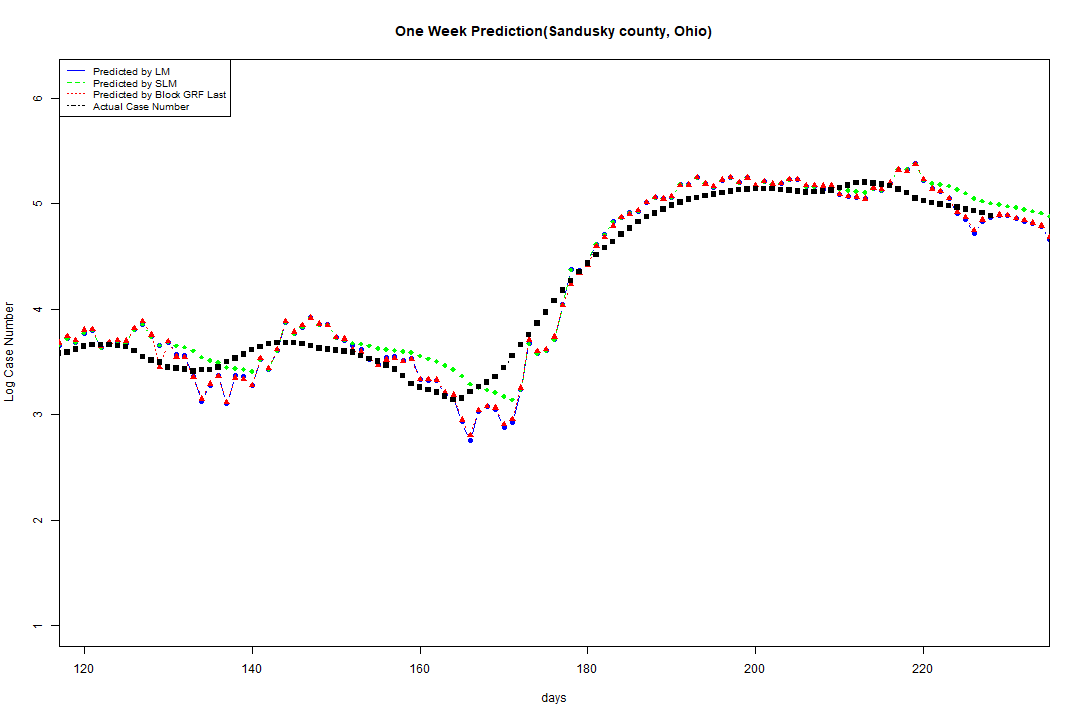 One Week Prediction(Sandusky county, Ohio)
Predicted by LM
Predicted by SLM
Predicted by Block GRF Last
Actual Case Number
Log Case Number
6
5
4
3
2
1
120 140 160 180 200 220
days